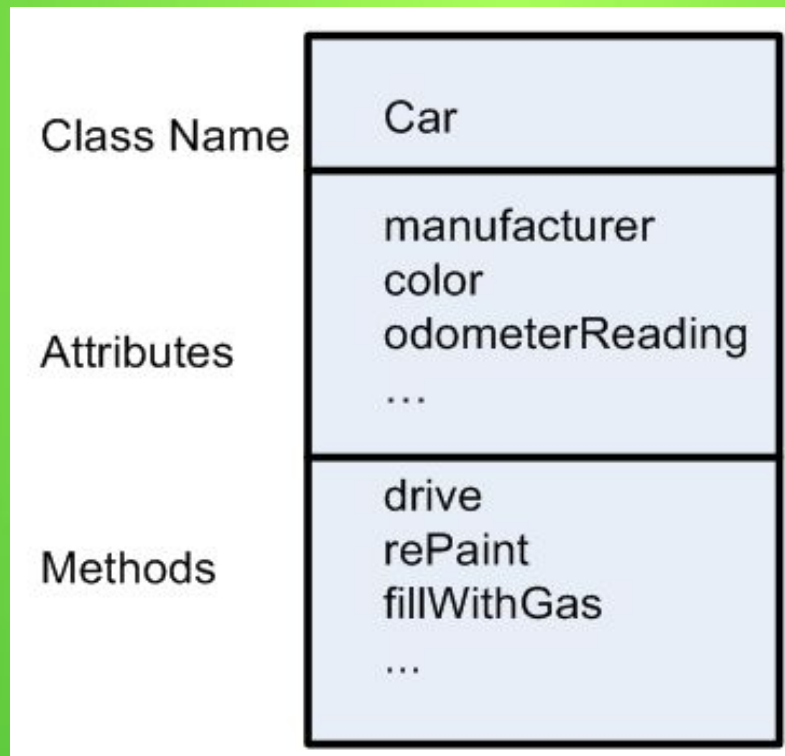 Class Name
Car
Attributes
manufacturer
color
odometerReading
...
Methods
drive
rePaint
fillWithGas
...